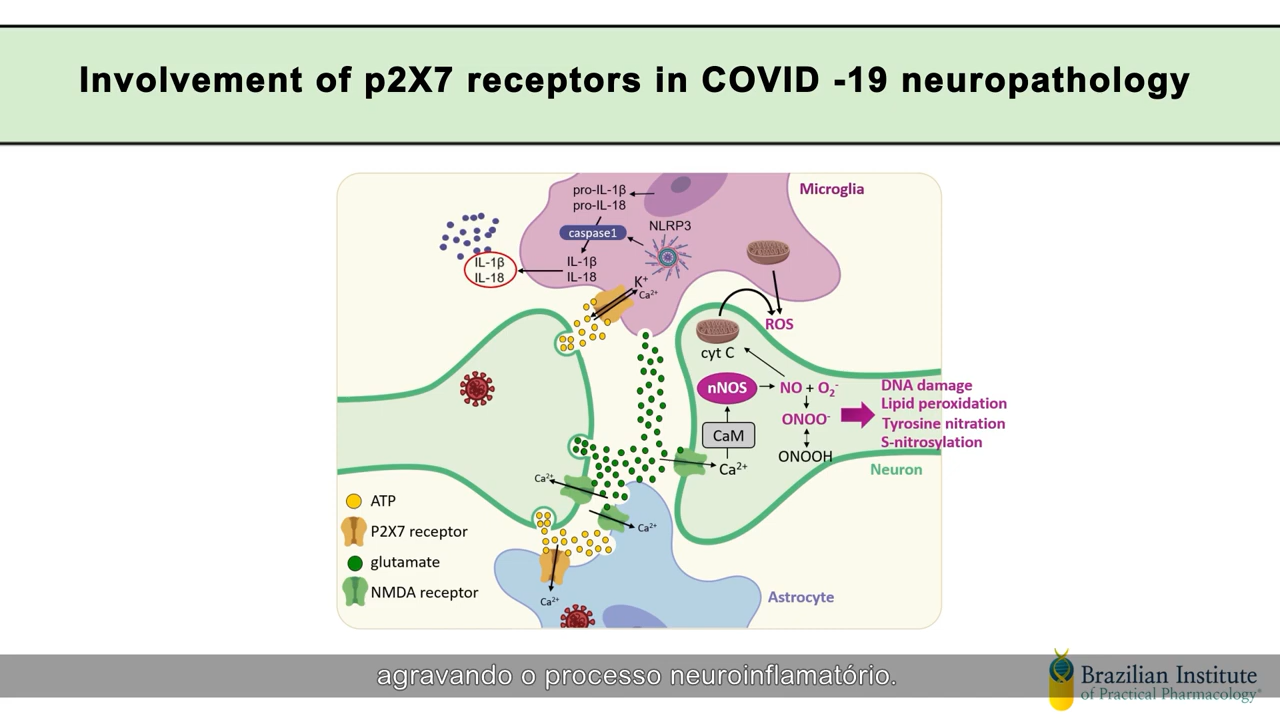 Involvement of p2X7 receptors in COVID -19 neuropathology
Microglia
pro-IL-1β
pro-IL-18
caspase1
NLRP3
IL-1β
IL-18
IL-1β
IL-18
K⁺
Ca²⁺
ROS
cyt C
nNOS
NO + O₂⁻
ONOO⁻
ONOOH
CaM
Ca²⁺
DNA damage
Lipid peroxidation
Tyrosine nitration
S-nitrosylation
Neuron
Ca²⁺
Ca²⁺
Ca²⁺
ATP
P2X7 receptor
glutamate
NMDA receptor
Astrocyte
agravando o processo neuroinflamatório.
Brazilian Institute
of Practical Pharmacology